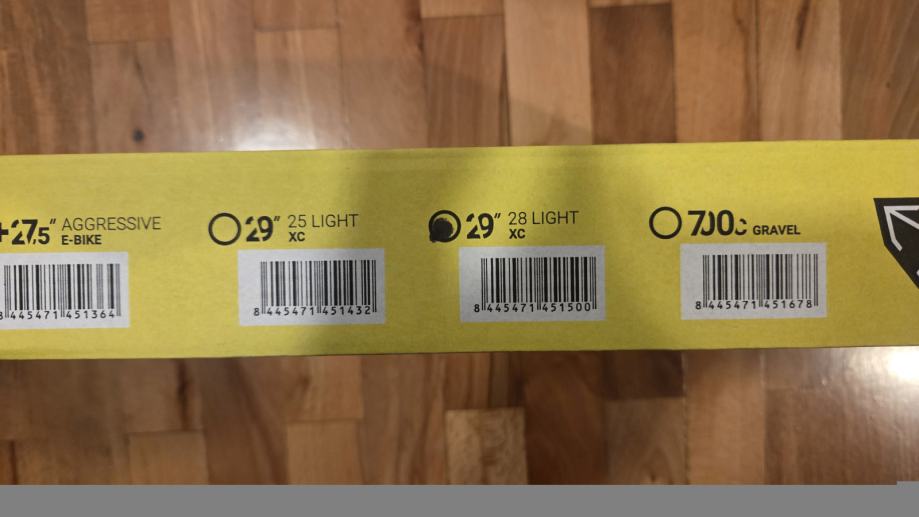 +27,5" AGGRESSIVE
E-BIKE
8 445471 451364
29" 25 LIGHT
XC
8 445471 451432
29" 28 LIGHT
XC
8 445471 451500
700c GRAVEL
8 445471 451678